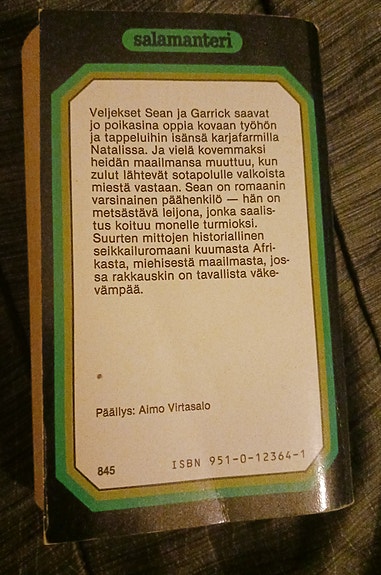 salamanteri
Veljekset Sean ja Garrick saavat
jo poikasina oppia kovaan työhön
ja tappeluihin isänsä karjafarmilla
Natalissa. Ja vielä kovemmaksi
heidän maailmansa muuttuu, kun
zulut lähtevät sotapolulle valkoista
miestä vastaan. Sean on romaanin
varsinainen päähenkilö — hän on
metsästävä leijona, jonka saalis-
tus koituu monelle turmioksi.
Suurten mittojen historiallinen
seikkailuromaani kuumasta Afri-
kasta, miehisestä maailmasta, jos-
sa rakkauskin on tavallista väke-
vämpää.
Päällys: Aimo Virtasalo
845
ISBN 951-0-12364-1